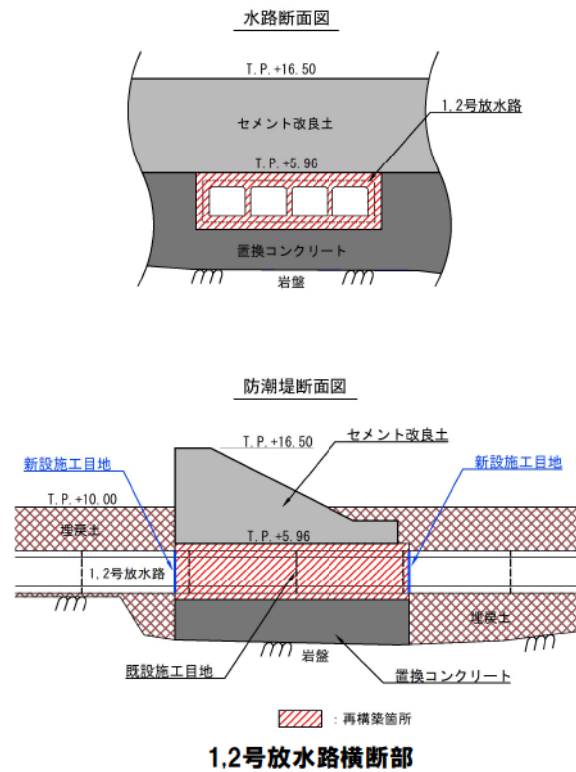 水路断面図
T.P.+16.50
1,2号放水路
セメント改良土
T.P.+5.96
置換コンクリート
岩盤
防潮堤断面図
セメント改良土
T.P.+16.50
新設施工目地
新設施工目地
T.P.+10.00
埋戻土
T.P.+5.96
1,2号放水路
埋戻土
岩盤
既設施工目地
置換コンクリート
：再構築箇所
1,2号放水路横断部